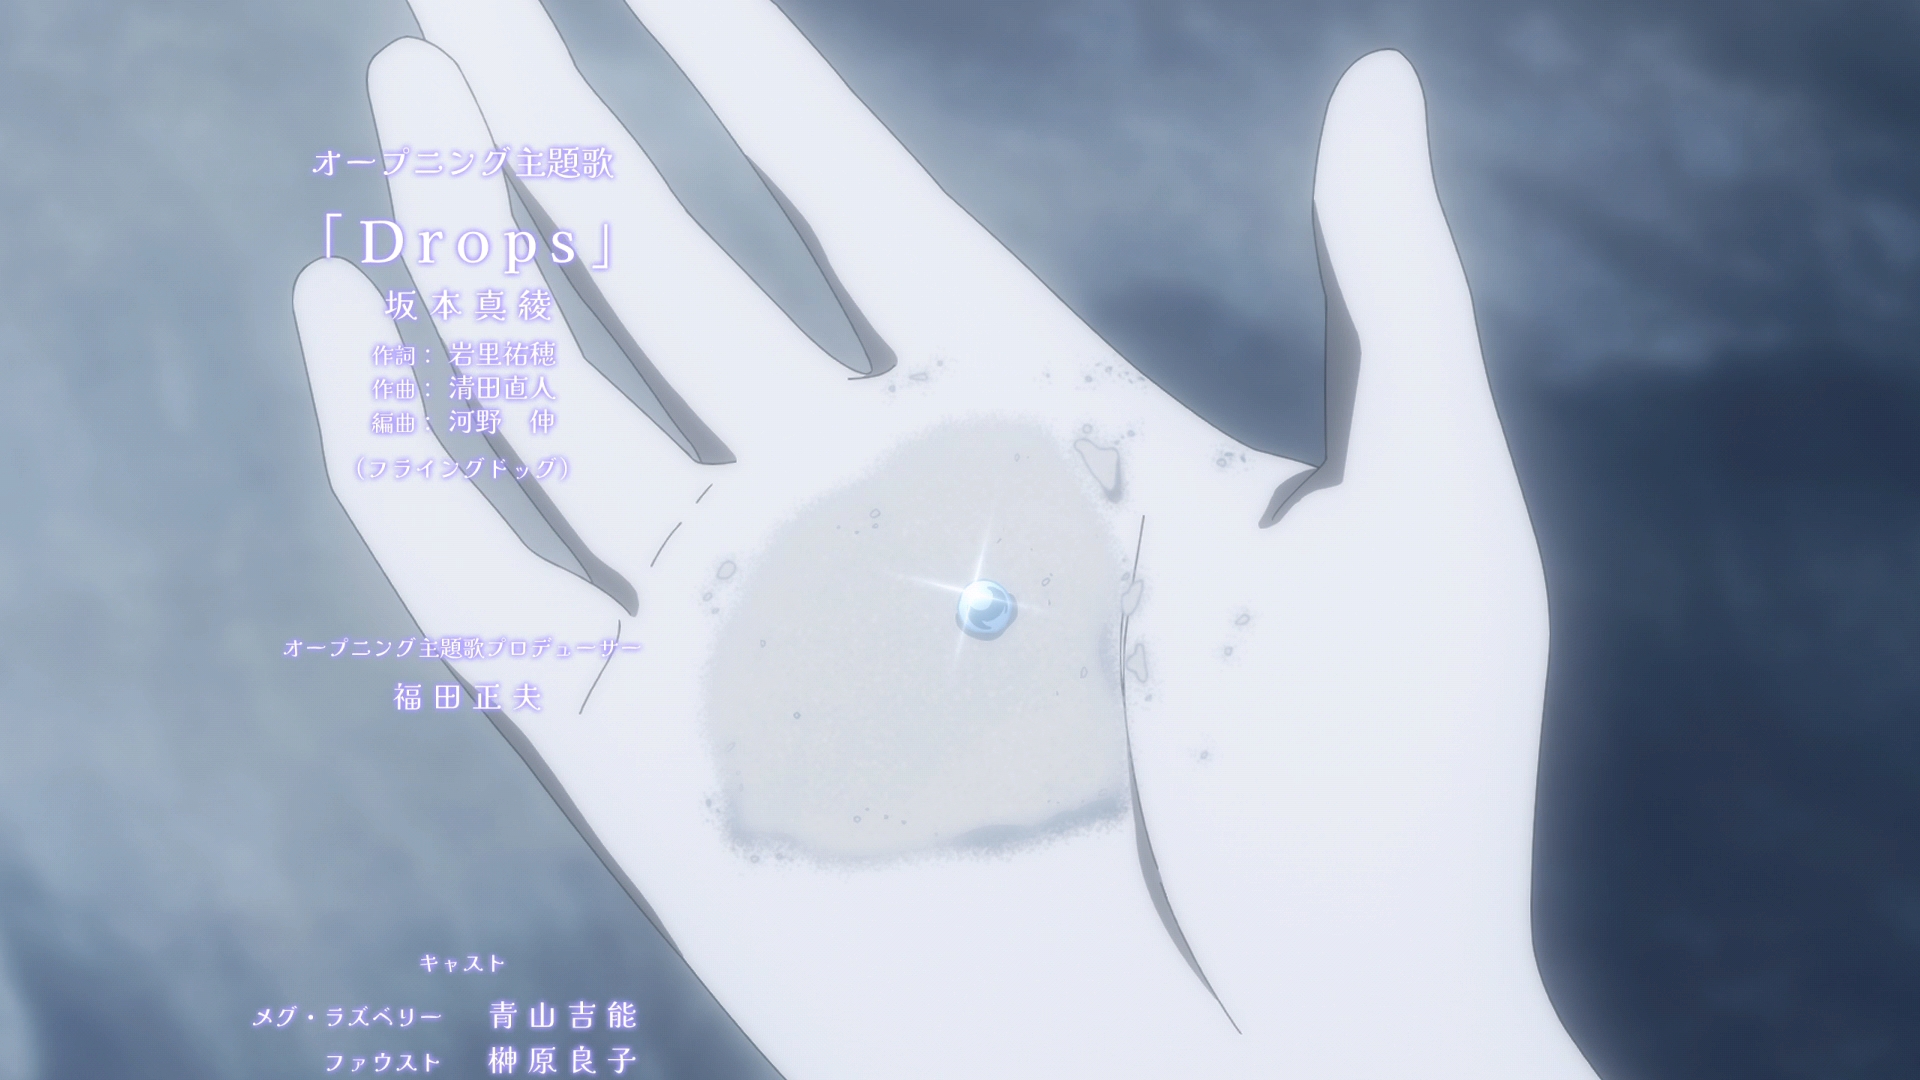 オープニング主題歌
「Drops」
坂本真綾
作詞：岩里祐穂
作曲：清田直人
編曲：河野　伸
（フライングドッグ）
オープニング主題歌プロデューサー
福田正夫
キャスト
メグ・ラズベリー　青山吉能
ファウスト　榊原良子